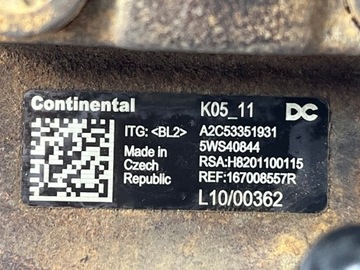 Continental K05_11 DC
ITG: <BL2> A2C53351931
Made in 5WS40844
Czech RSA:H8201100115
Republic REF:167008557R
L10/00362